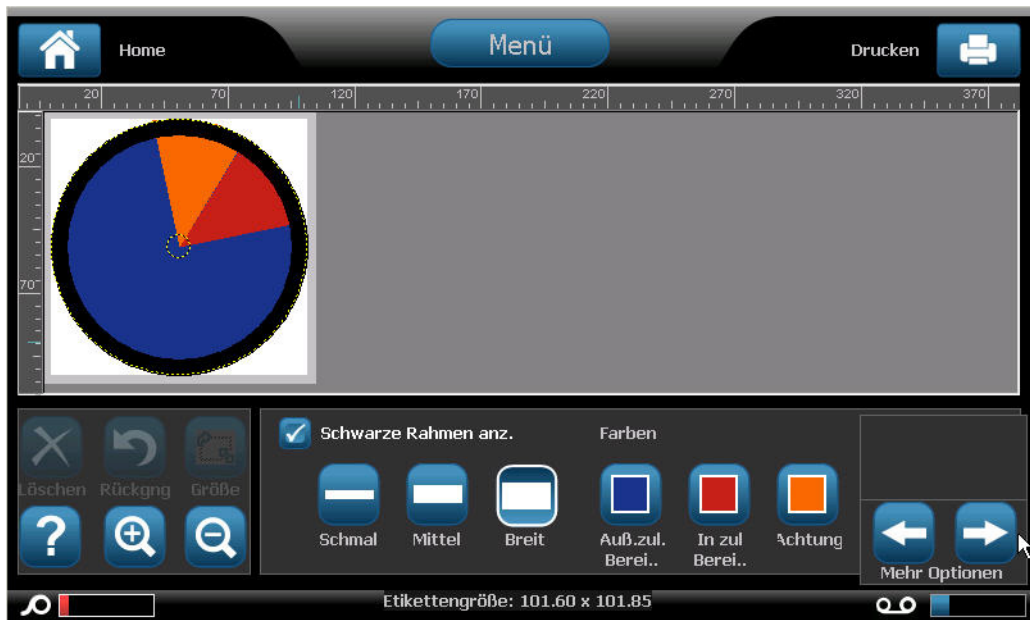 Home
Menü
Drucken
20 70 120 170 220 270 320 370
20
70
Schwarze Rahmen anz.
Farben
Löschen Rückgng Größe
Schmal Mittel Breit
Auß.zul. Berei..
In zul Berei..
Achtung
?
Mehr Optionen
Etikettengröße: 101.60 x 101.85